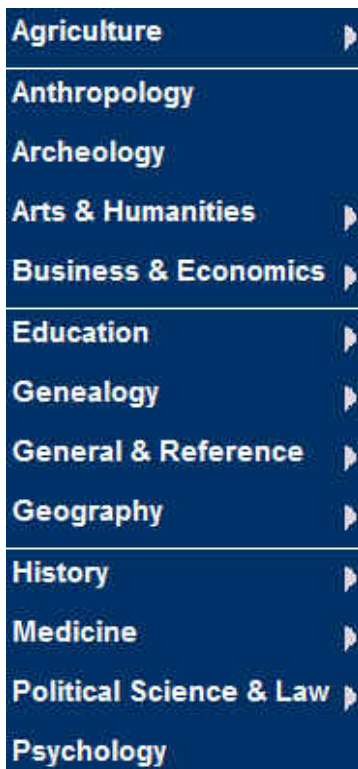 Agriculture
Anthropology
Archeology
Arts & Humanities
Business & Economics
Education
Genealogy
General & Reference
Geography
History
Medicine
Political Science & Law
Psychology